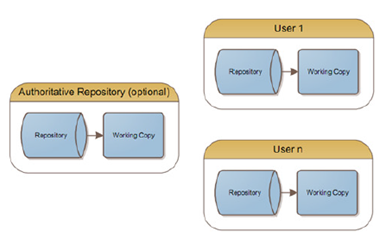 User 1
Repository
Working Copy
Authoritative Repository (optional)
Repository
Working Copy
User n
Repository
Working Copy